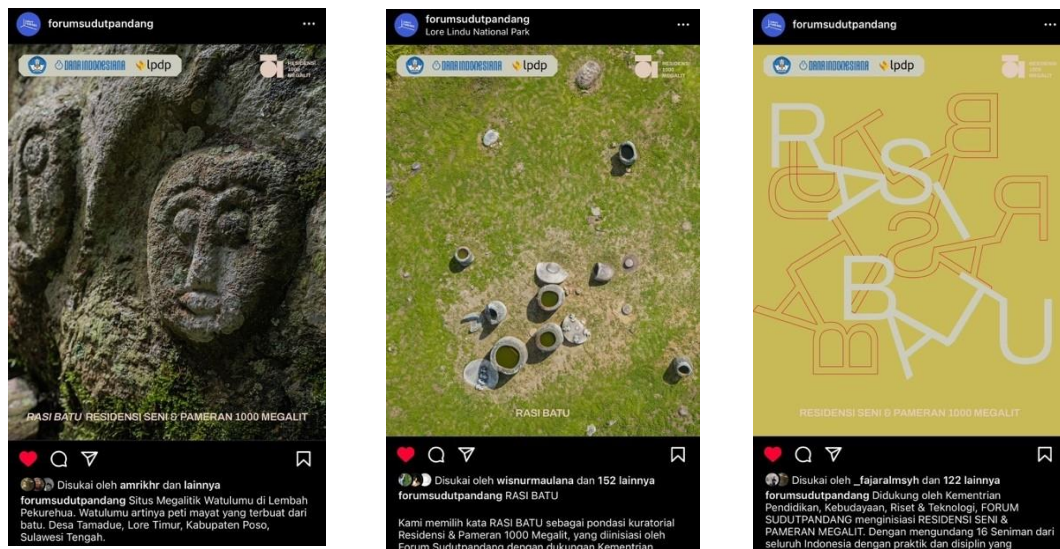 forumsudutpandang
DANA INDONESIANA
lpdp
RESIDENSI
1000
MEGALIT
RASI BATU RESIDENSI SENI & PAMERAN 1000 MEGALIT
Disukai oleh amrikhr dan lainnya
forumsudutpandang Situs Megalitik Watulumu di Lembah
Pekurehua. Watulumu artinya peti mayat yang terbuat dari
batu. Desa Tamadue, Lore Timur, Kabupaten Poso,
Sulawesi Tengah.
forumsudutpandang
Lore Lindu National Park
DANA INDONESIANA
lpdp
RESIDENSI
1000
MEGALIT
RASI BATU
Disukai oleh wisnurmaulana dan 152 lainnya
forumsudutpandang RASI BATU
Kami memilih kata RASI BATU sebagai pondasi kuratorial
Residensi & Pameran 1000 Megalit, yang diinisiasi oleh
Forum Sudutpandang dengan dukungan Kementrian
forumsudutpandang
DANA INDONESIANA
lpdp
RESIDENSI
1000
MEGALIT
RASI
BATU
RESIDENSI SENI & PAMERAN 1000 MEGALIT
Disukai oleh _fajaralmsyh dan 122 lainnya
forumsudutpandang Didukung oleh Kementrian
Pendidikan, Kebudayaan, Riset & Teknologi, FORUM
SUDUTPANDANG menginisiasi RESIDENSI SENI &
PAMERAN MEGALIT. Dengan mengundang 16 Seniman dari
seluruh Indonesia dengan praktik dan disiplin yang